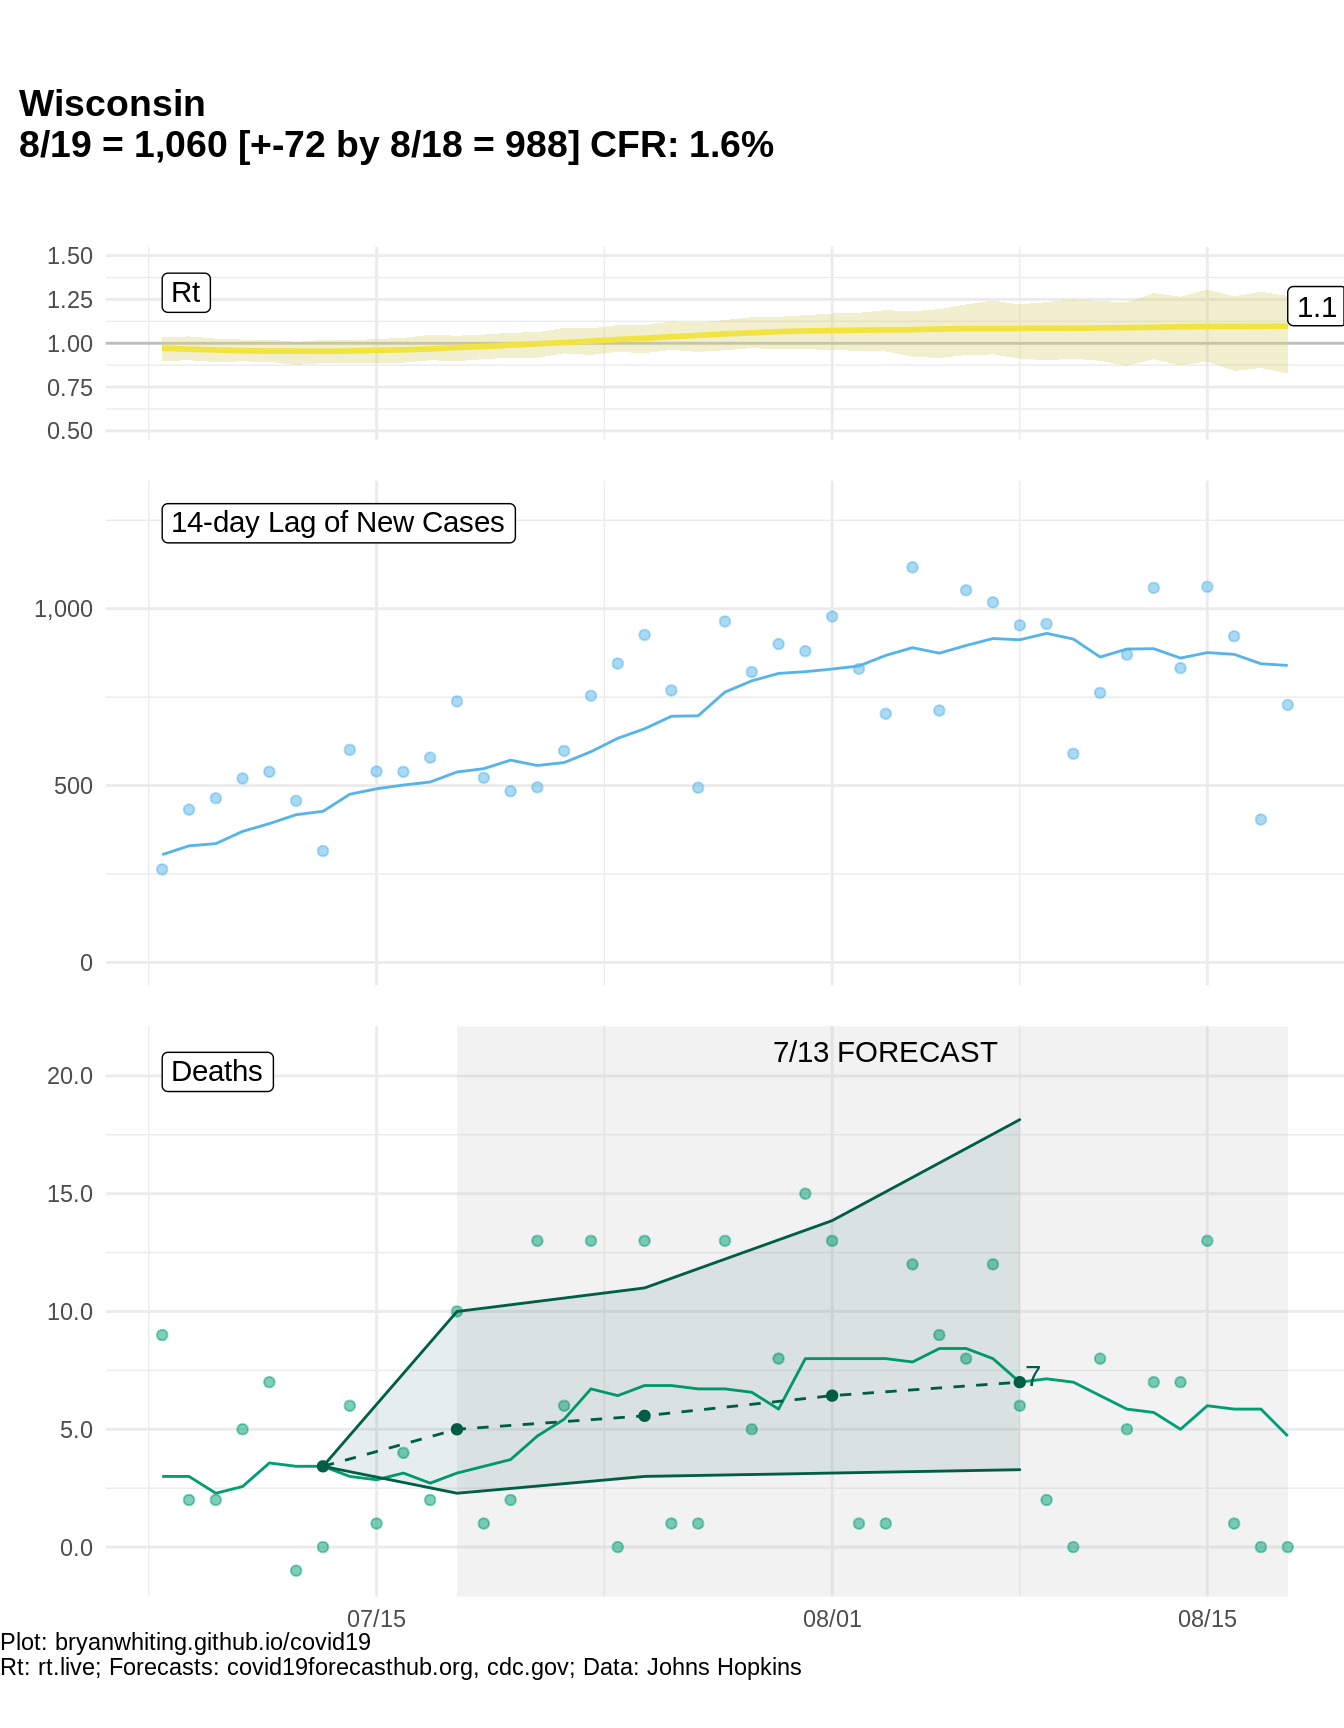 Wisconsin
8/19 = 1,060 [+-72 by 8/18 = 988] CFR: 1.6%
1.50
1.25
1.00
0.75
0.50
Rt
1.1
14-day Lag of New Cases
1,000
500
0
Deaths
7/13 FORECAST
20.0
15.0
10.0
5.0
0.0
7
07/15
08/01
08/15
Plot: bryanwhiting.github.io/covid19
Rt: rt.live; Forecasts: covid19forecasthub.org, cdc.gov; Data: Johns Hopkins